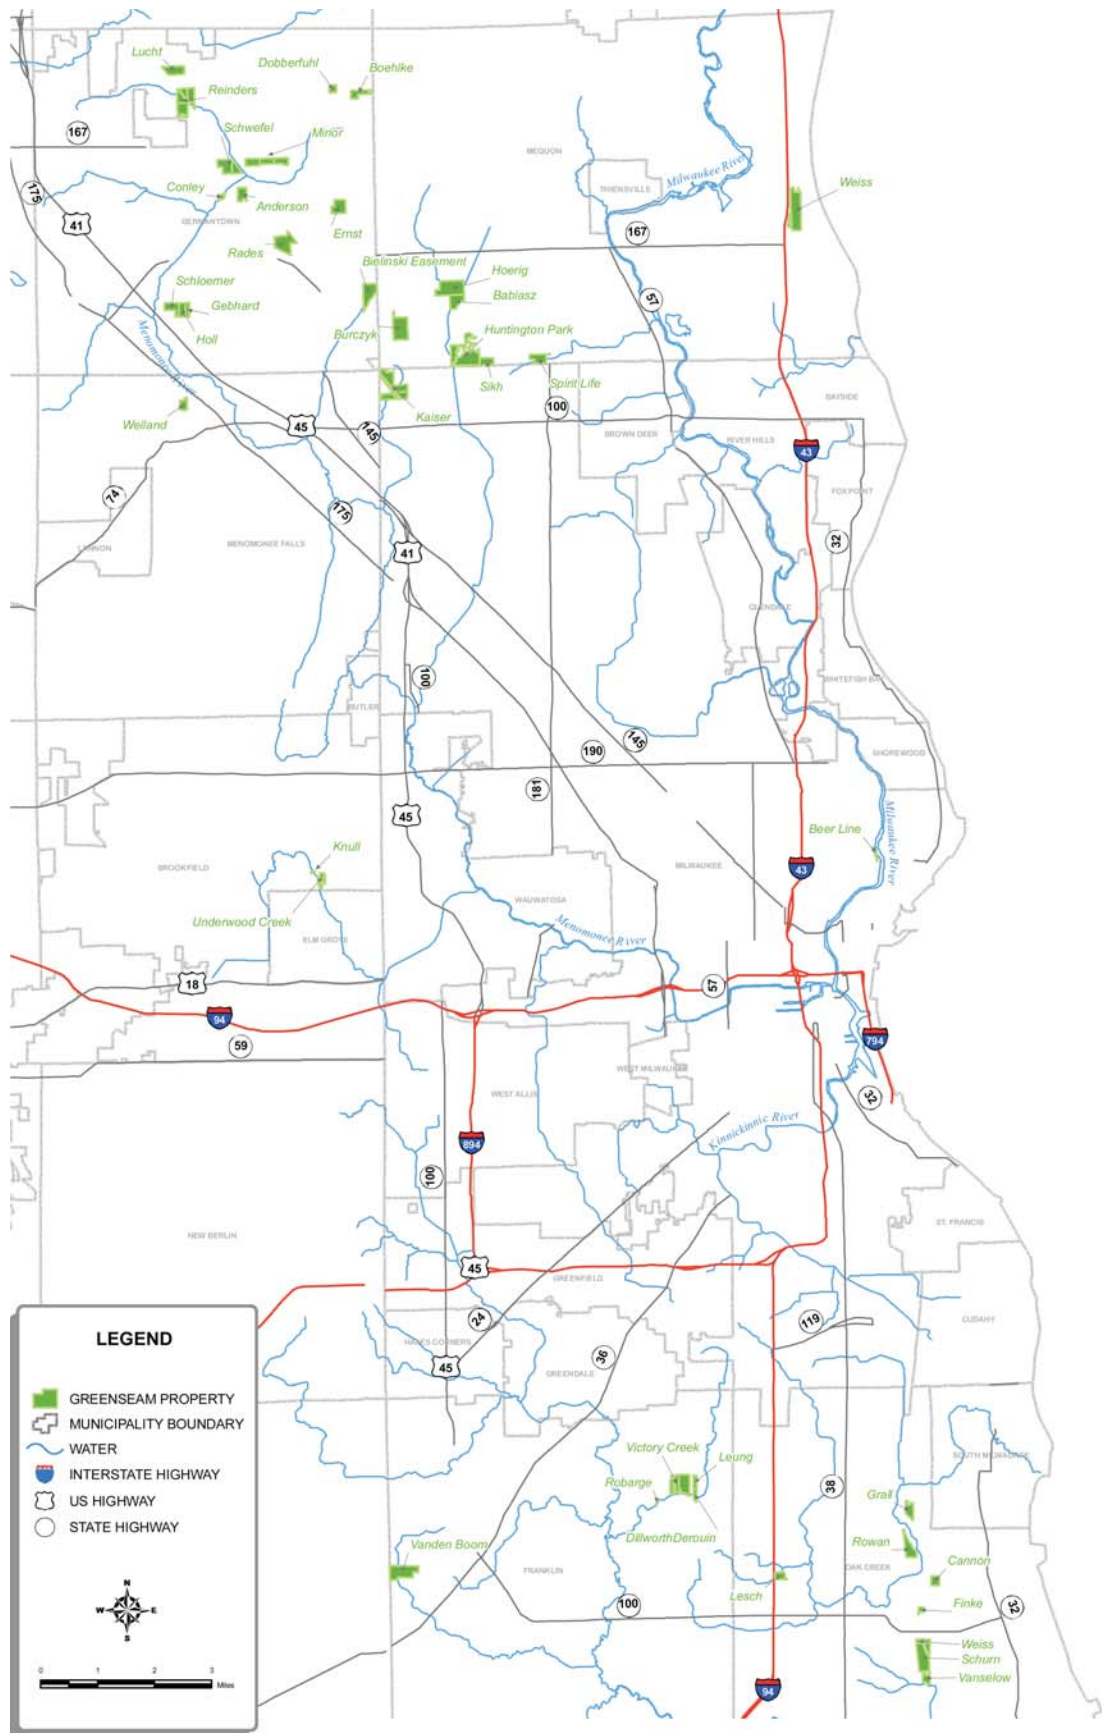 Lucht
Dobberfuhl
Boehlke
Reinders
167
Schwefel
Minor
MEQUON
Milwaukee River
THIENSVILLE
Weiss
175
Conley
Anderson
41
GERMANTOWN
Ernst
167
Rades
Bielinski Easement
Hoerig
Schloemer
Bablasz
57
Gebhard
Huntington Park
Holl
Burczyk
Menomonee River
Sikh
Spirit Life
Kaiser
100
BAYSIDE
Weiland
45
145
BROWN DEER
RIVER HILLS
43
74
FOX POINT
175
32
LANNON
MENOMONEE FALLS
41
GLENDALE
100
WHITEFISH BAY
BUTLER
145
190
SHOREWOOD
181
45
Beer Line
Milwaukee River
Knull
BROOKFIELD
MILWAUKEE
43
WAUWATOSA
Underwood Creek
ELM GROVE
Menomonee River
18
57
94
794
59
WEST MILWAUKEE
WEST ALLIS
32
Kinnickinnic River
894
100
ST. FRANCIS
NEW BERLIN
45
GREENFIELD
24
119
CUDAHY
HALES CORNERS
36
45
GREENDALE
LEGEND
GREENSEAM PROPERTY
MUNICIPALITY BOUNDARY
WATER
INTERSTATE HIGHWAY
US HIGHWAY
STATE HIGHWAY
N
W
E
S
0
1
2
3
Miles
Victory Creek
Leung
SOUTH MILWAUKEE
Robarge
38
Grall
Dillworth
Derouin
Rowan
Vanden Boom
FRANKLIN
OAK CREEK
Cannon
Lesch
Finke
100
32
Weiss
Schurn
Vanselow
94